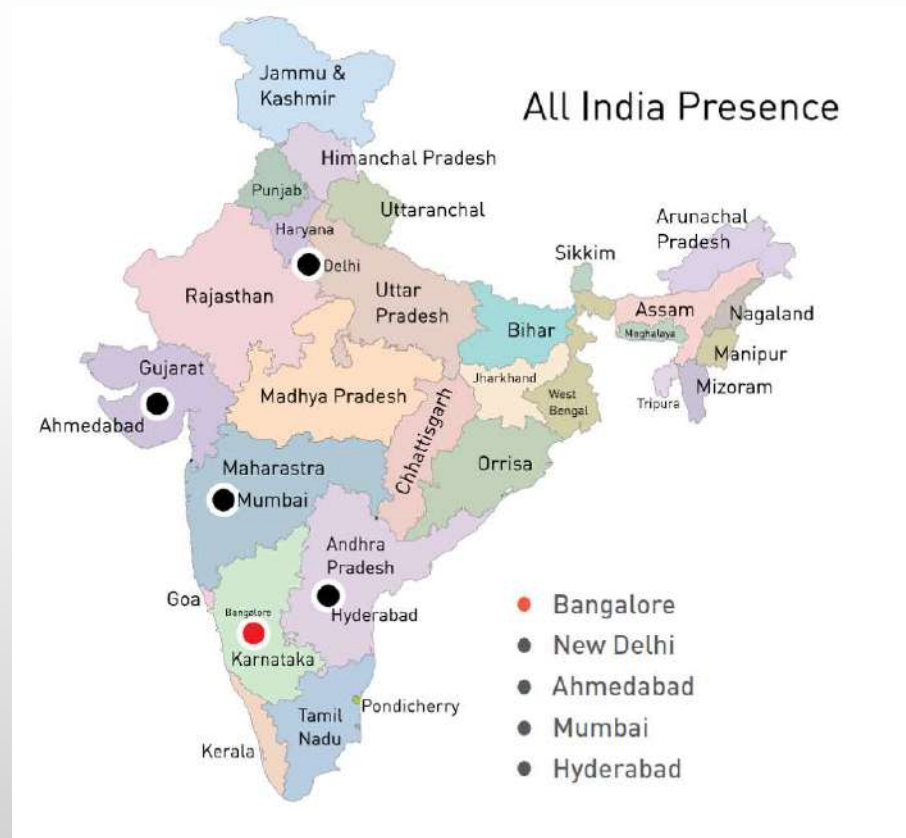 Jammu &
Kashmir
All India Presence
Himanchal Pradesh
Punjab
Uttaranchal
Haryana
Delhi
Arunachal
Pradesh
Sikkim
Rajasthan
Uttar
Pradesh
Bihar
Assam
Nagaland
Maghalaya
Manipur
Gujarat
Jharkhand
Mizoram
Madhya Pradesh
West
Bengal
Tripura
Ahmedabad
Chhattisgarh
Orrisa
Maharastra
Mumbai
Andhra
Pradesh
Goa
Bangalore
Hyderabad
Karnataka
Pondicherry
Tamil
Nadu
Kerala
Bangalore
New Delhi
Ahmedabad
Mumbai
Hyderabad